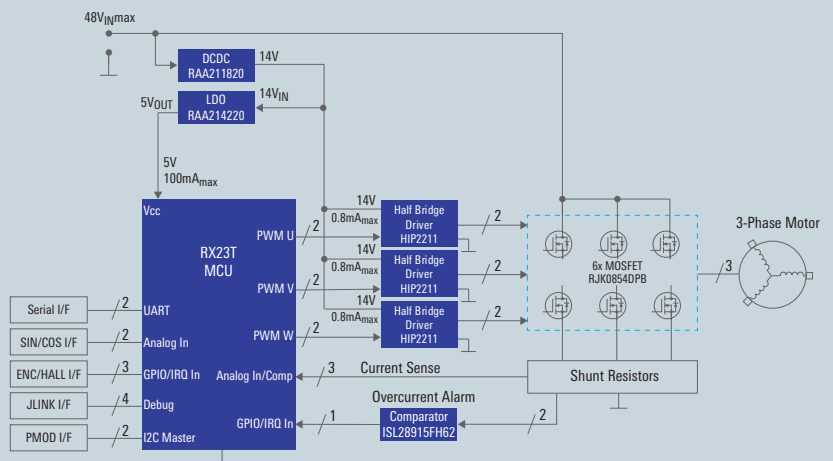 48VINmax
DCDC
RAA211820
14V
LDO
RAA214220
14VIN
5VOUT
5V
100mAmax
Vcc
RX23T
MCU
PWM U
2
PWM V
2
PWM W
2
14V
0.8mAmax
Half Bridge
Driver
HIP2211
2
14V
0.8mAmax
Half Bridge
Driver
HIP2211
2
14V
0.8mAmax
Half Bridge
Driver
HIP2211
2
6x MOSFET
RJK0854DPB
3
3-Phase Motor
Serial I/F
2
UART
SIN/COS I/F
2
Analog In
ENC/HALL I/F
3
GPIO/IRQ In
JLINK I/F
4
Debug
PMOD I/F
2
I2C Master
Analog In/Comp
3
Current Sense
Shunt Resistors
Overcurrent Alarm
GPIO/IRQ In
1
Comparator
ISL28915FH62
2